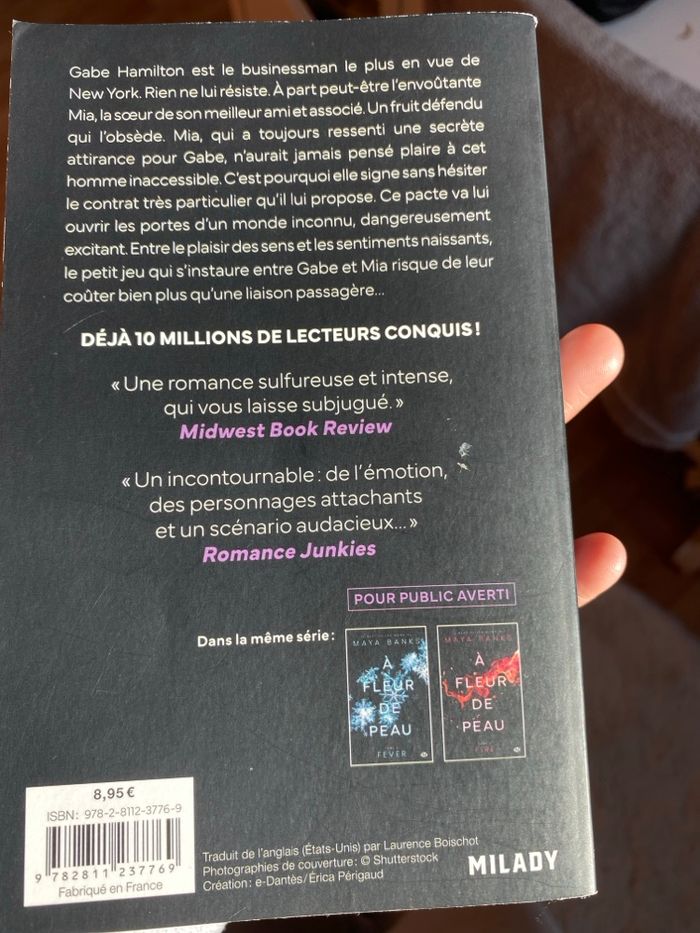 Gabe Hamilton est le businessman le plus en vue de
New York. Rien ne lui résiste. À part peut-être l'envoûtante
Mia, la sœur de son meilleur ami et associé. Un fruit défendu
qui l'obsède. Mia, qui a toujours ressenti une secrète
attirance pour Gabe, n'aurait jamais pensé plaire à cet
homme inaccessible. C'est pourquoi elle signe sans hésiter
le contrat très particulier qu'il lui propose. Ce pacte va lui
ouvrir les portes d'un monde inconnu, dangereusement
excitant. Entre le plaisir des sens et les sentiments naissants,
le petit jeu qui s'instaure entre Gabe et Mia risque de leur
coûter bien plus qu'une liaison passagère...
DÉJÀ 10 MILLIONS DE LECTEURS CONQUIS !
« Une romance sulfureuse et intense,
qui vous laisse subjugué. »
Midwest Book Review
« Un incontournable : de l'émotion,
des personnages attachants
et un scénario audacieux... »
Romance Junkies
POUR PUBLIC AVERTI
Dans la même série :
MAYA BANKS
À
FLEUR
DE
PEAU
FEVER
MAYA BANKS
À
FLEUR
DE
PEAU
FIRE
8,95 €
ISBN : 978-2-8112-3776-9
9 782811 237769
Fabriqué en France
Traduit de l'anglais (États-Unis) par Laurence Boischot
Photographies de couverture : © Shutterstock
Création : e-Dantès / Érica Périgaud
MILADY